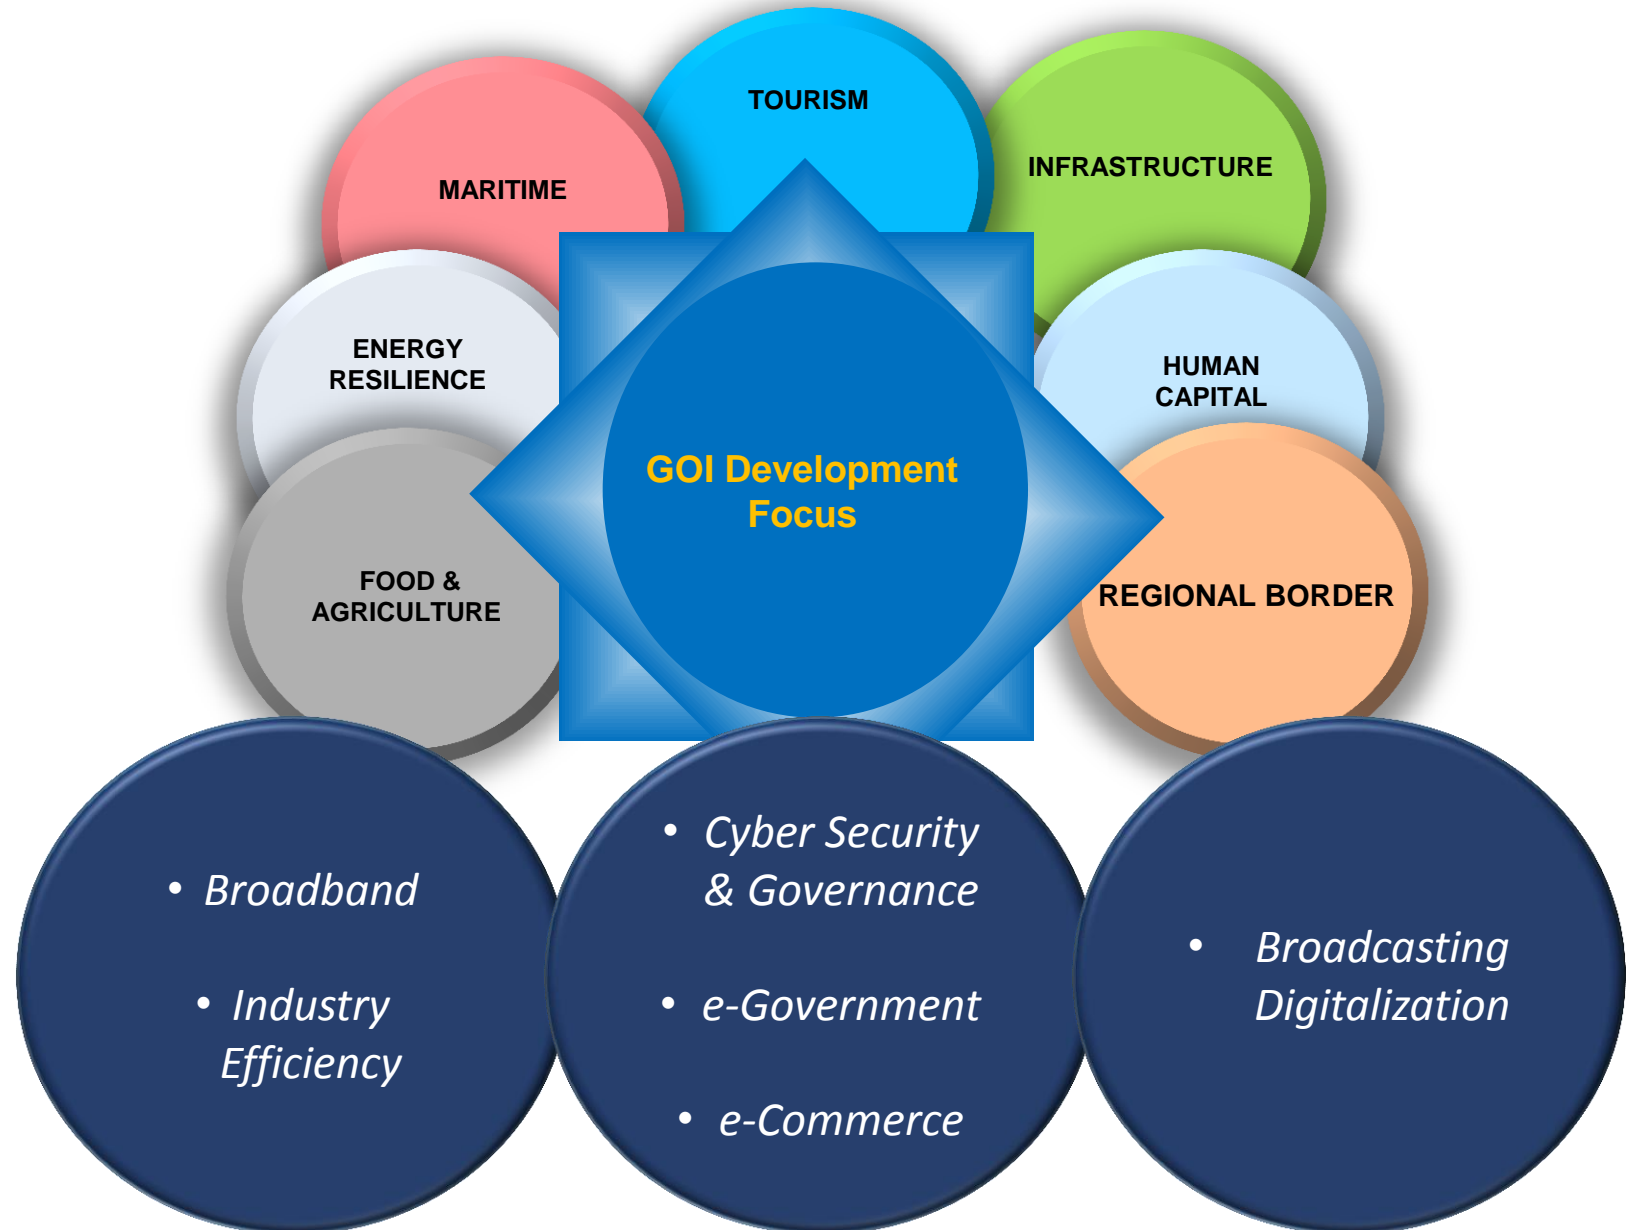 TOURISM
INFRASTRUCTURE
MARITIME
ENERGY
RESILIENCE
HUMAN
CAPITAL
GOI Development
Focus
FOOD &
AGRICULTURE
REGIONAL BORDER
• Broadband
• Industry
Efficiency
• Cyber Security
& Governance
• e-Government
• e-Commerce
• Broadcasting
Digitalization